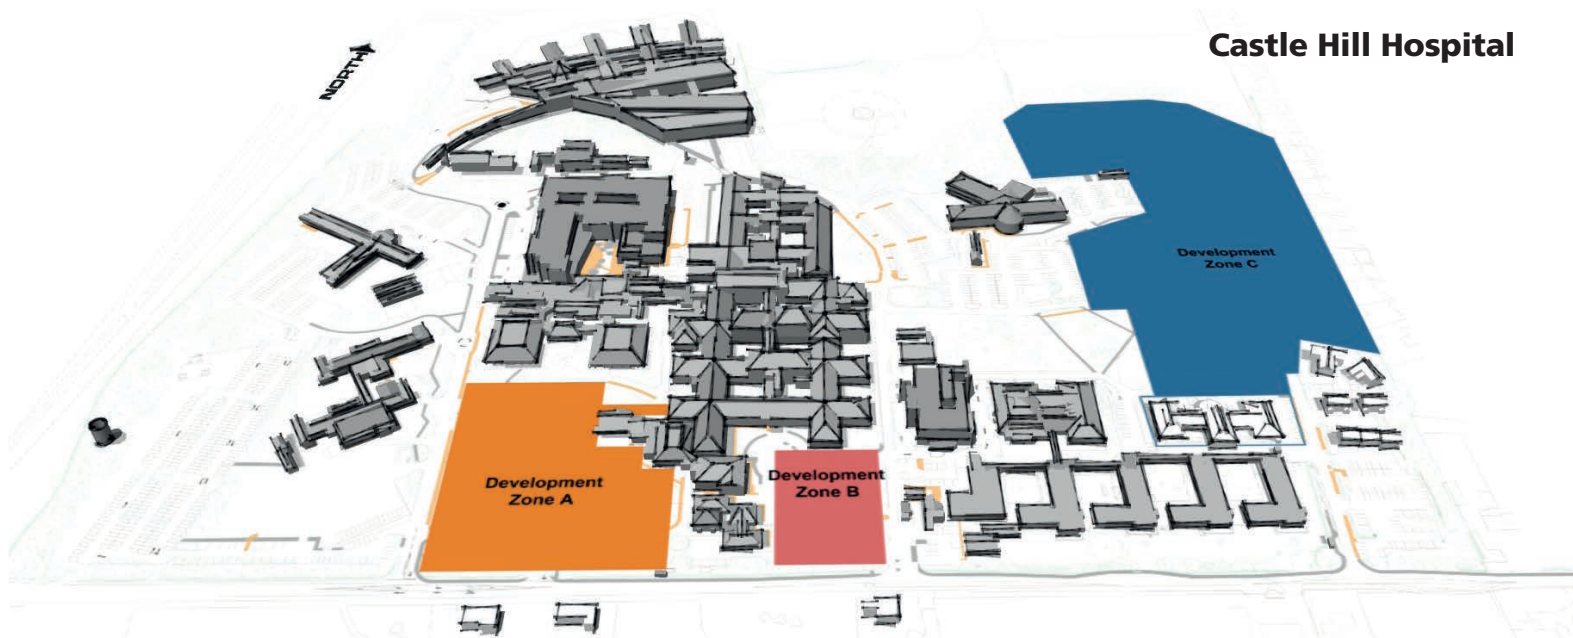 Castle Hill Hospital
NORTH
Development
Zone C
Development
Zone A
Development
Zone B